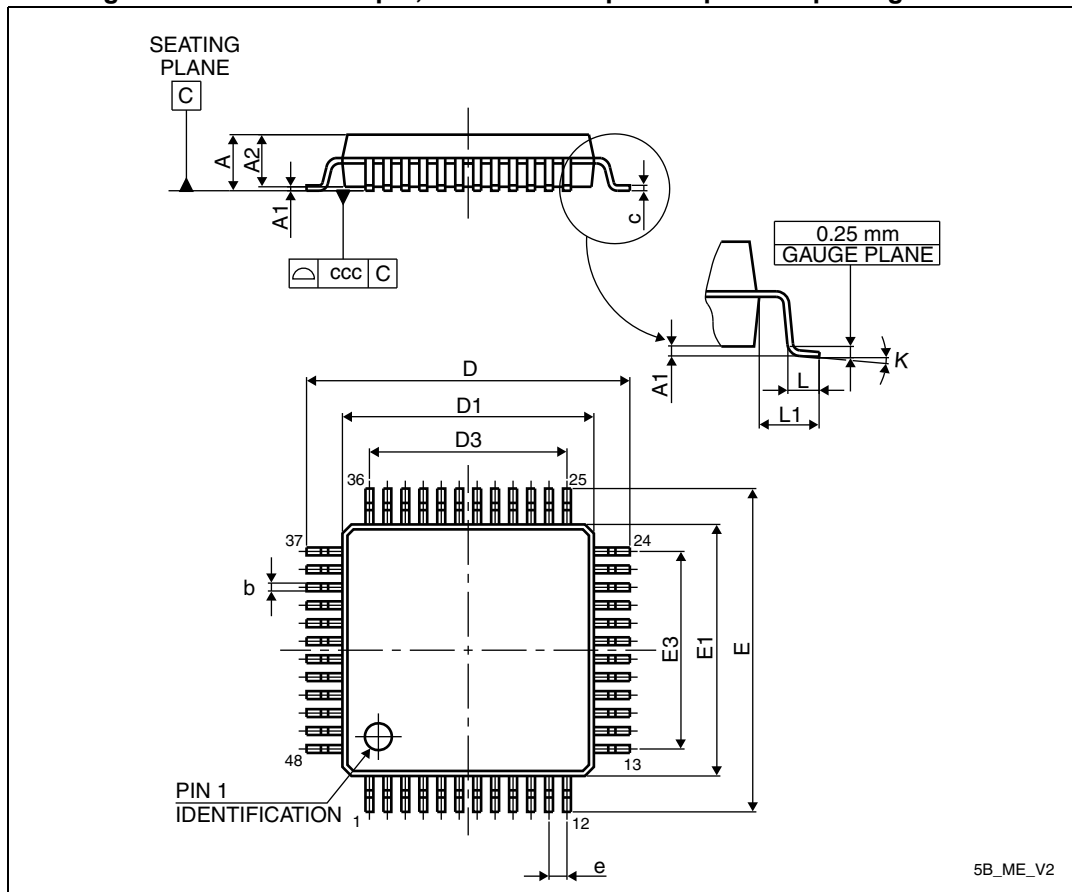 SEATING
PLANE
C
A
A2
A1
c
ccc C
0.25 mm
GAUGE PLANE
A1
K
L
L1
D
D1
D3
36
25
37
24
b
E3
E1
E
48
13
PIN 1
IDENTIFICATION
1
12
e
5B_ME_V2